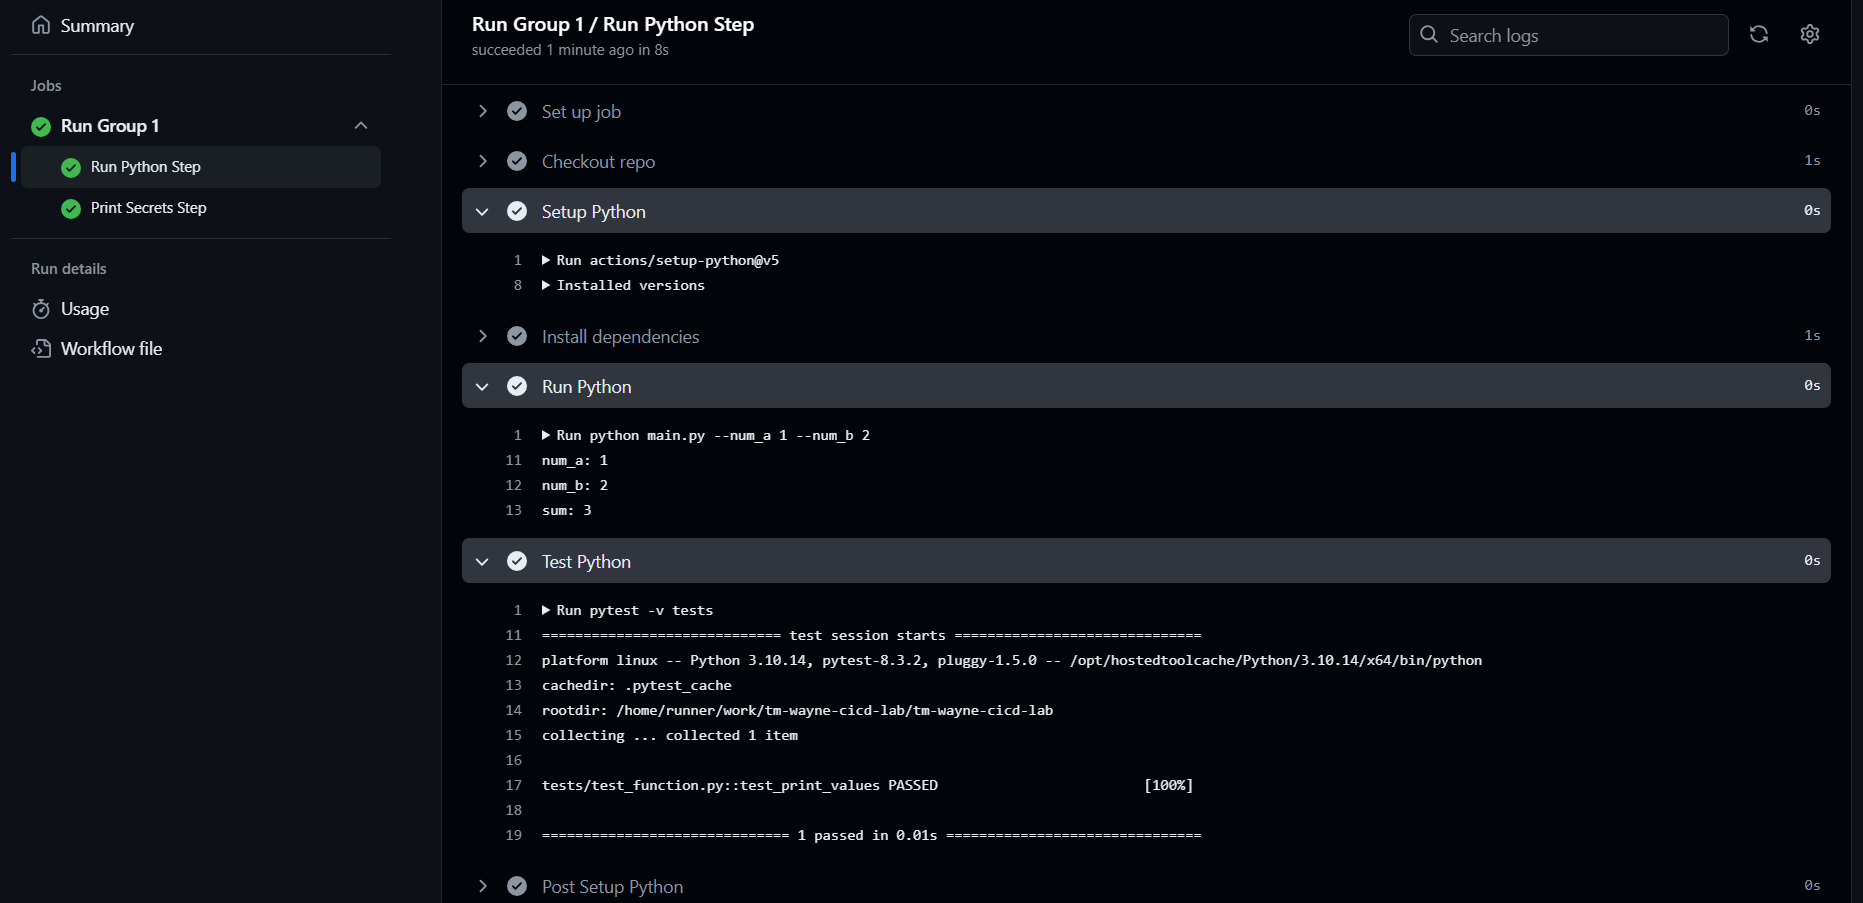 Summary
Jobs
Run Group 1
Run Python Step
Print Secrets Step
Run details
Usage
Workflow file
Run Group 1 / Run Python Step
succeeded 1 minute ago in 8s
Search logs
Set up job 0s
Checkout repo 1s
Setup Python 0s
1 Run actions/setup-python@v5
8 Installed versions
Install dependencies 1s
Run Python 0s
1 Run python main.py --num_a 1 --num_b 2
11 num_a: 1
12 num_b: 2
13 sum: 3
Test Python 0s
1 Run pytest -v tests
11 ============================= test session starts ==============================
12 platform linux -- Python 3.10.14, pytest-8.3.2, pluggy-1.5.0 -- /opt/hostedtoolcache/Python/3.10.14/x64/bin/python
13 cachedir: .pytest_cache
14 rootdir: /home/runner/work/tm-wayne-cicd-lab/tm-wayne-cicd-lab
15 collecting ... collected 1 item
16
17 tests/test_function.py::test_print_values PASSED [100%]
18
19 ============================== 1 passed in 0.01s ===============================
Post Setup Python 0s